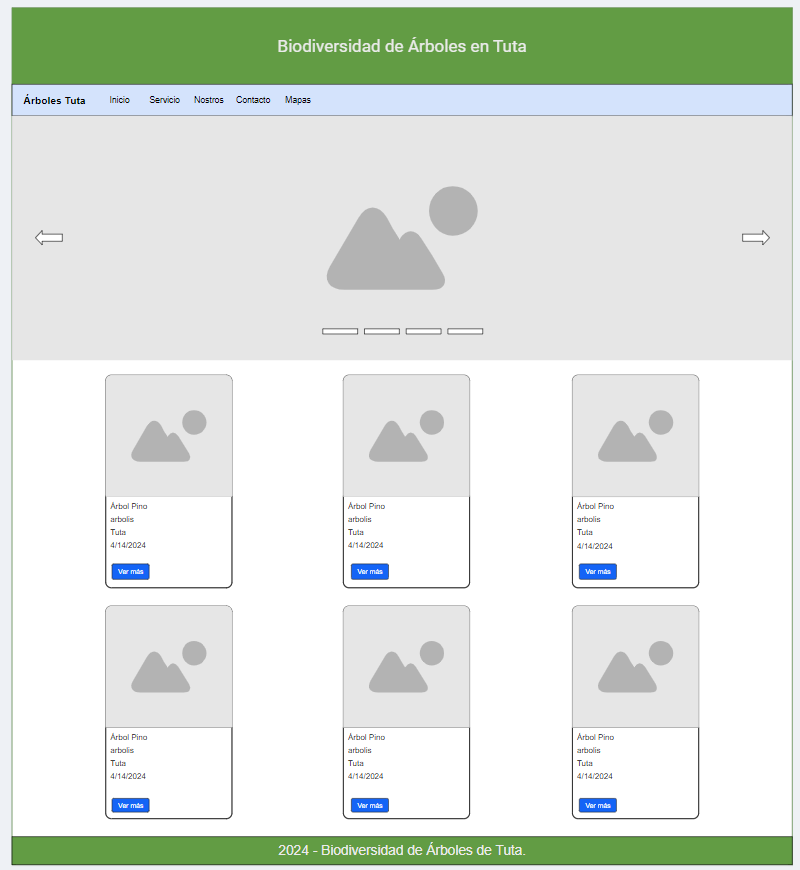 Biodiversidad de Árboles en Tuta
Árboles Tuta Inicio Servicio Nostros Contacto Mapas
Árbol Pino
arbolis
Tuta
4/14/2024
Ver más
Árbol Pino
arbolis
Tuta
4/14/2024
Ver más
Árbol Pino
arbolis
Tuta
4/14/2024
Ver más
Árbol Pino
arbolis
Tuta
4/14/2024
Ver más
Árbol Pino
arbolis
Tuta
4/14/2024
Ver más
Árbol Pino
arbolis
Tuta
4/14/2024
Ver más
2024 - Biodiversidad de Árboles de Tuta.